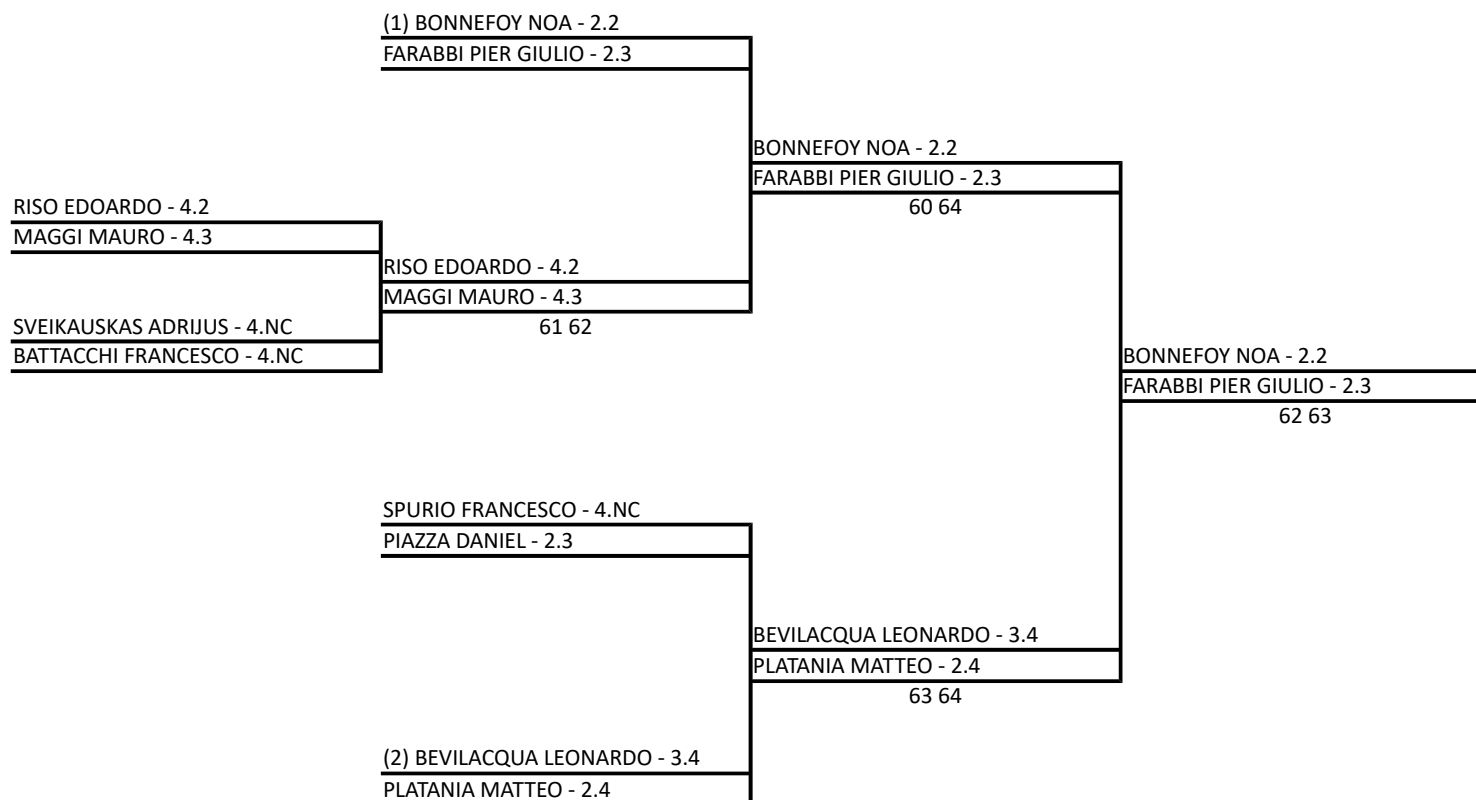 (1) BONNEFOY NOA - 2.2
FARABBI PIER GIULIO - 2.3
BONNEFOY NOA - 2.2
FARABBI PIER GIULIO - 2.3
60 64
RISO EDOARDO - 4.2
MAGGI MAURO - 4.3
RISO EDOARDO - 4.2
MAGGI MAURO - 4.3
61 62
SVEIKAUSKAS ADRIJUS - 4.NC
BATTACCHI FRANCESCO - 4.NC
BONNEFOY NOA - 2.2
FARABBI PIER GIULIO - 2.3
62 63
SPURIO FRANCESCO - 4.NC
PIAZZA DANIEL - 2.3
BEVILACQUA LEONARDO - 3.4
PLATANIA MATTEO - 2.4
63 64
(2) BEVILACQUA LEONARDO - 3.4
PLATANIA MATTEO - 2.4